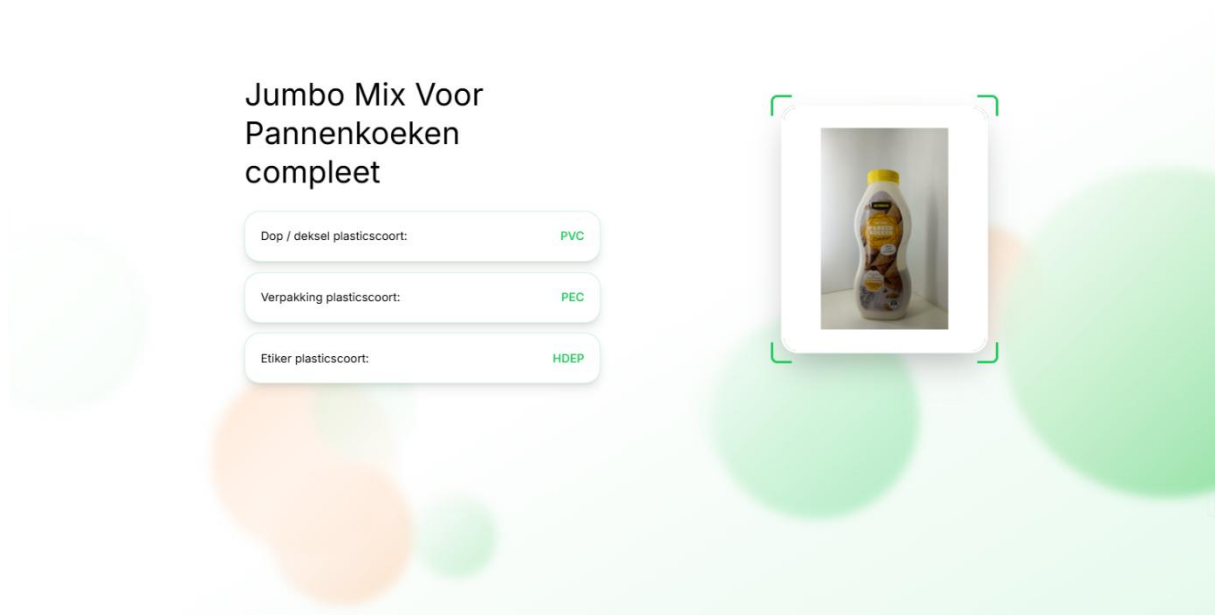 Jumbo Mix Voor
Pannenkoeken
compleet
Dop / deksel plasticscoort:
PVC
Verpakking plasticscoort:
PEC
Etiker plasticscoort:
HDEP